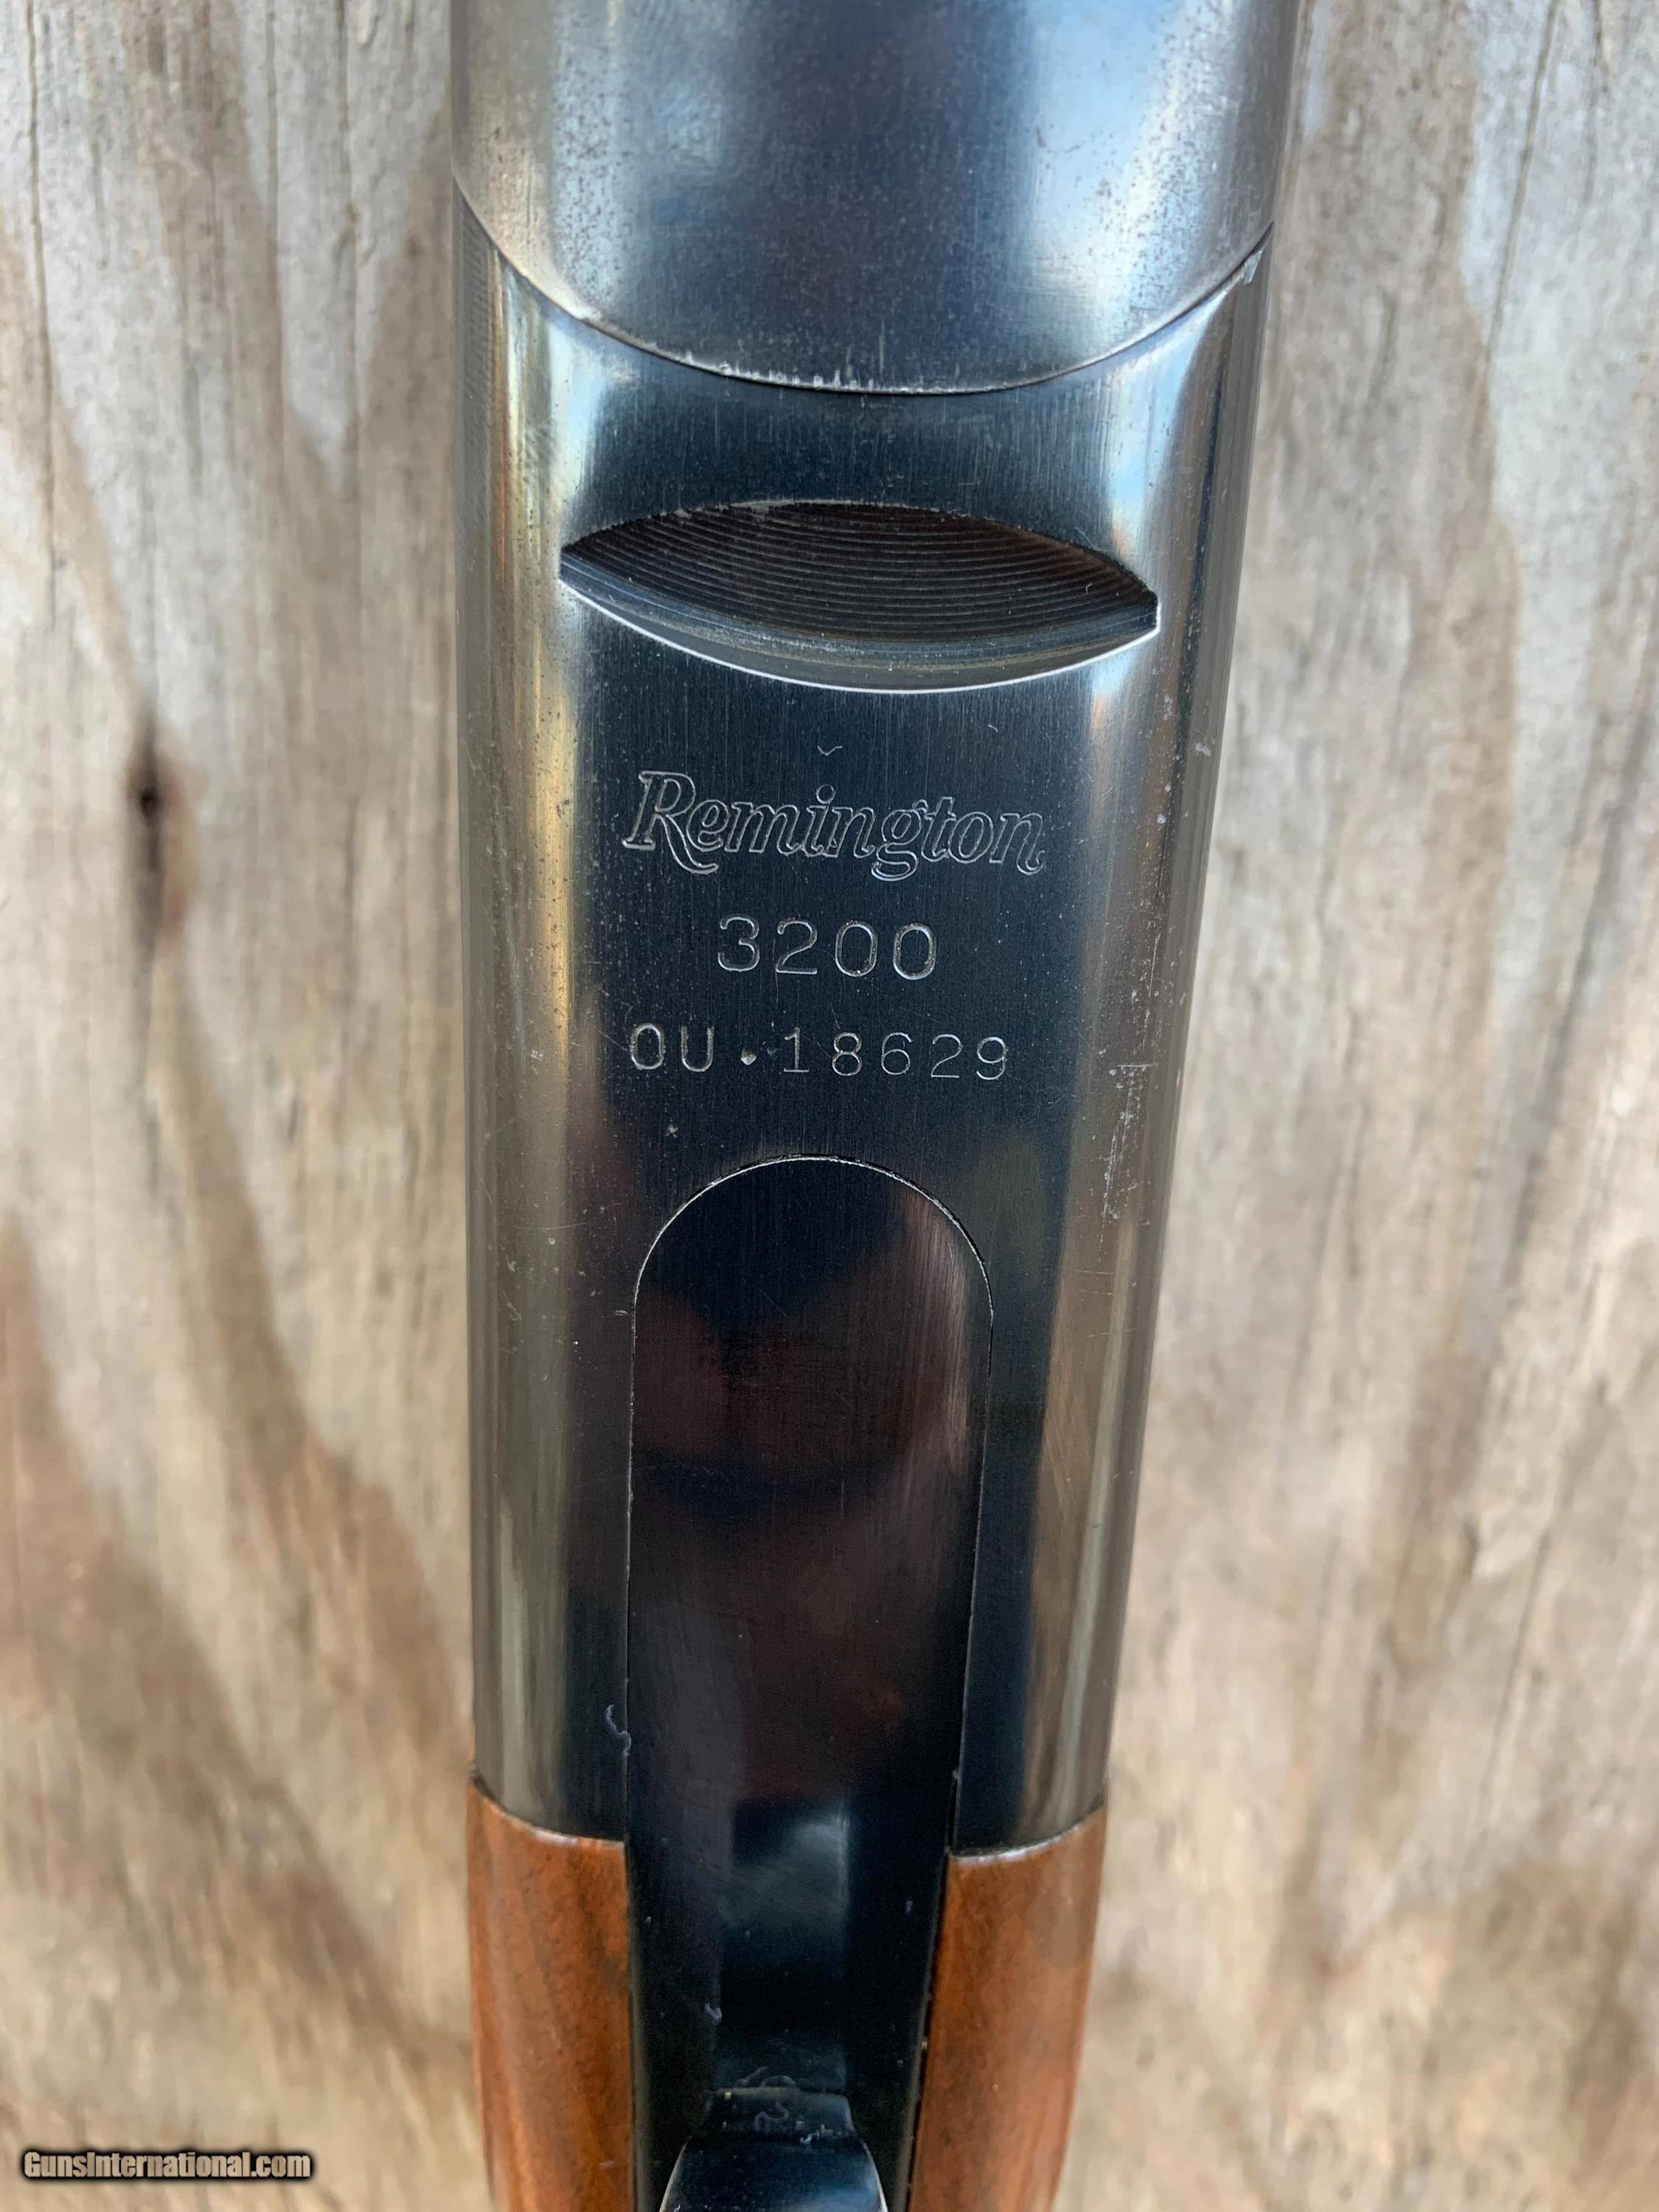 Remington
3200
OU·18629
GunsInternational.com